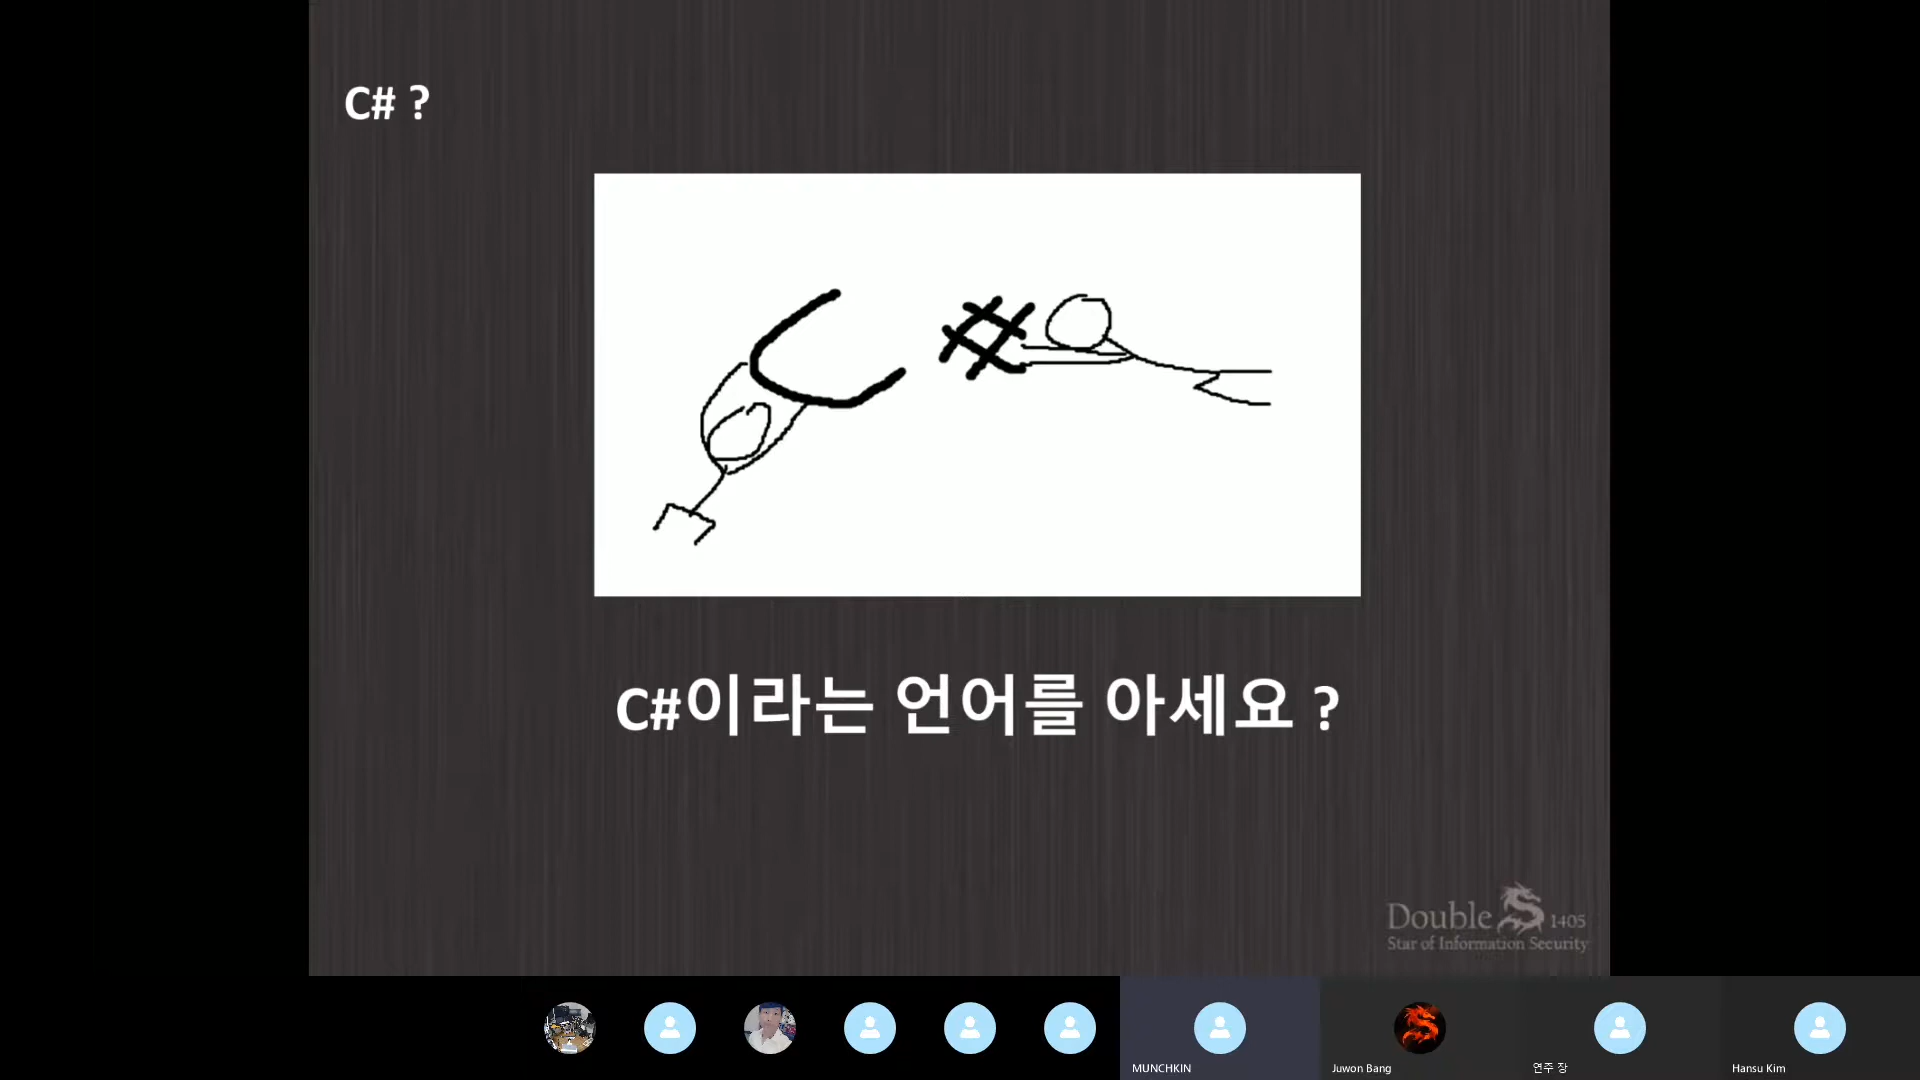 C# ?
C #
C#이라는 언어를 아세요 ?
Double S 1405
Star of Information Security
MUNCHKIN
Juwon Bang
연주 장
Hansu Kim